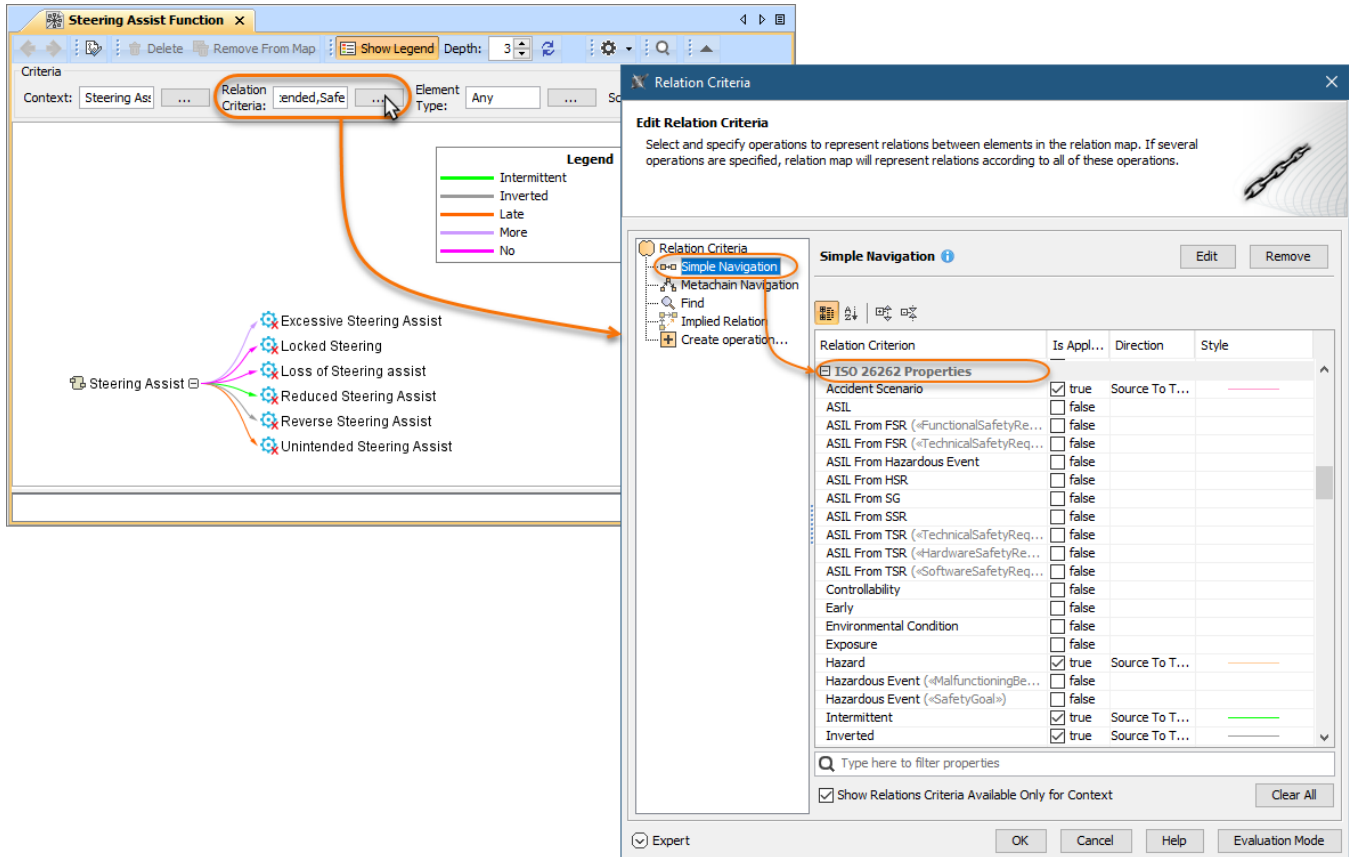 Steering Assist Function ×
Delete Remove From Map Show Legend Depth: 3
Criteria
Context: Steering Ass ... Relation Criteria: :ended,Safe ... Element Type: Any ... Sc
Legend
Intermittent
Inverted
Late
More
No
Steering Assist
Excessive Steering Assist
Locked Steering
Loss of Steering assist
Reduced Steering Assist
Reverse Steering Assist
Unintended Steering Assist
Relation Criteria
Edit Relation Criteria
Select and specify operations to represent relations between elements in the relation map. If several
operations are specified, relation map will represent relations according to all of these operations.
Relation Criteria
Simple Navigation
Metachain Navigation
Find
Implied Relation
Create operation...
Simple Navigation Edit Remove
Relation Criterion Is Appl... Direction Style
ISO 26262 Properties
Accident Scenario true Source To T...
ASIL false
ASIL From FSR («FunctionalSafetyRe... false
ASIL From FSR («TechnicalSafetyReq... false
ASIL From Hazardous Event false
ASIL From HSR false
ASIL From SG false
ASIL From SSR false
ASIL From TSR («TechnicalSafetyReq... false
ASIL From TSR («HardwareSafetyRe... false
ASIL From TSR («SoftwareSafetyReq... false
Controllability false
Early false
Environmental Condition false
Exposure false
Hazard true Source To T...
Hazardous Event («MalfunctioningBe... false
Hazardous Event («SafetyGoal») false
Intermittent true Source To T...
Inverted true Source To T...
Type here to filter properties
Show Relations Criteria Available Only for Context Clear All
Expert OK Cancel Help Evaluation Mode